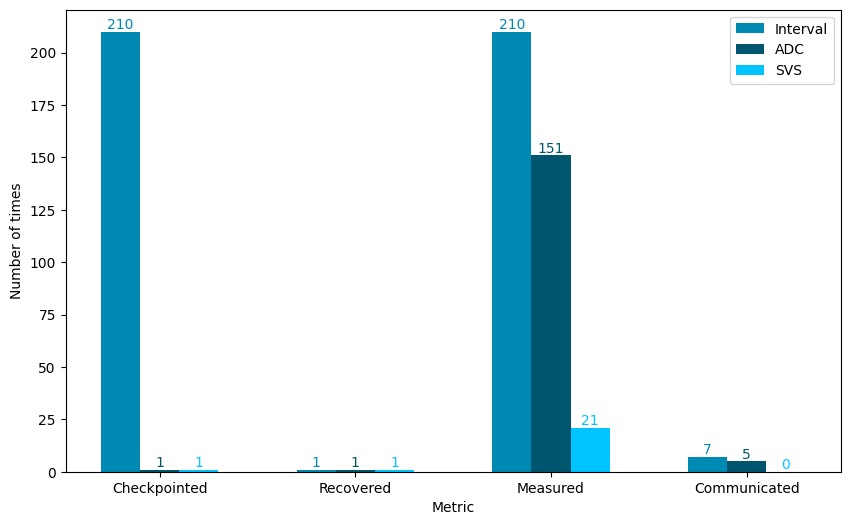 210
210
Interval
ADC
SVS
151
1
1
1
1
1
21
7
5
0
200
175
150
125
100
75
50
25
0
Number of times
Checkpointed
Recovered
Measured
Communicated
Metric